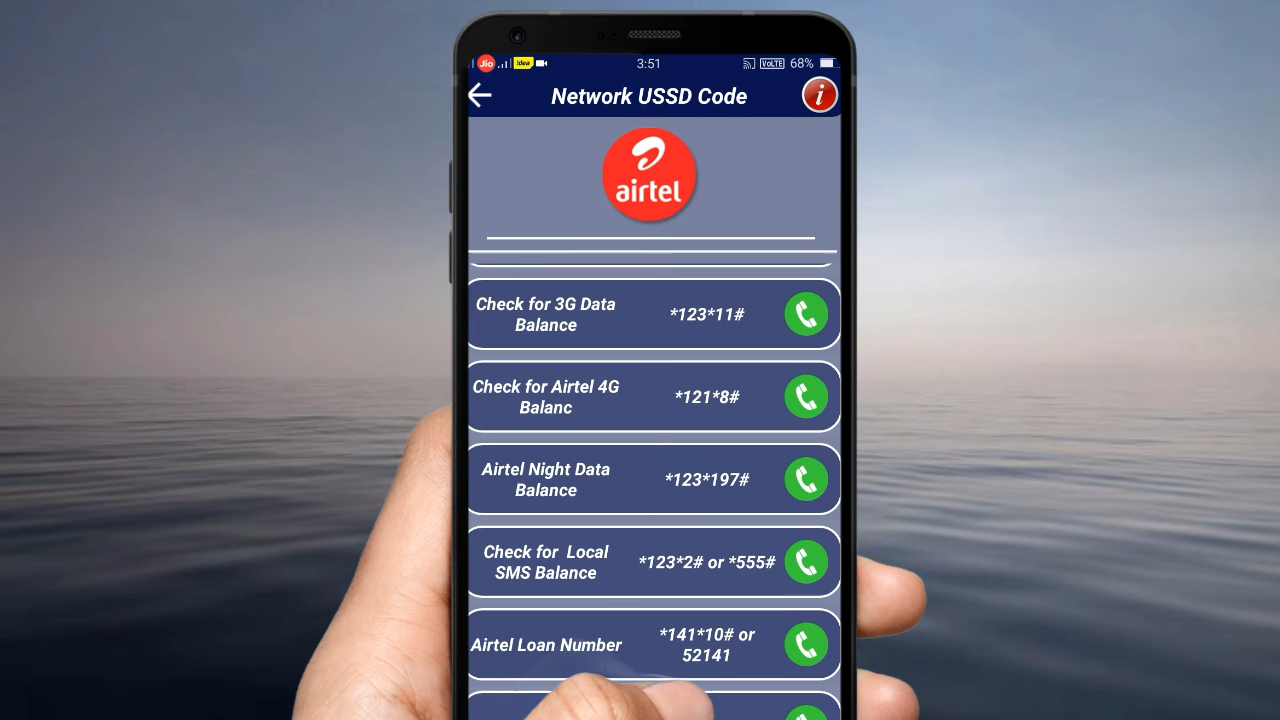 Jio Idea 3:51 VoLTE 68%
Network USSD Code i
airtel
Check for 3G Data
Balance
*123*11#
Check for Airtel 4G
Balanc
*121*8#
Airtel Night Data
Balance
*123*197#
Check for Local
SMS Balance
*123*2# or *555#
Airtel Loan Number
*141*10# or
52141